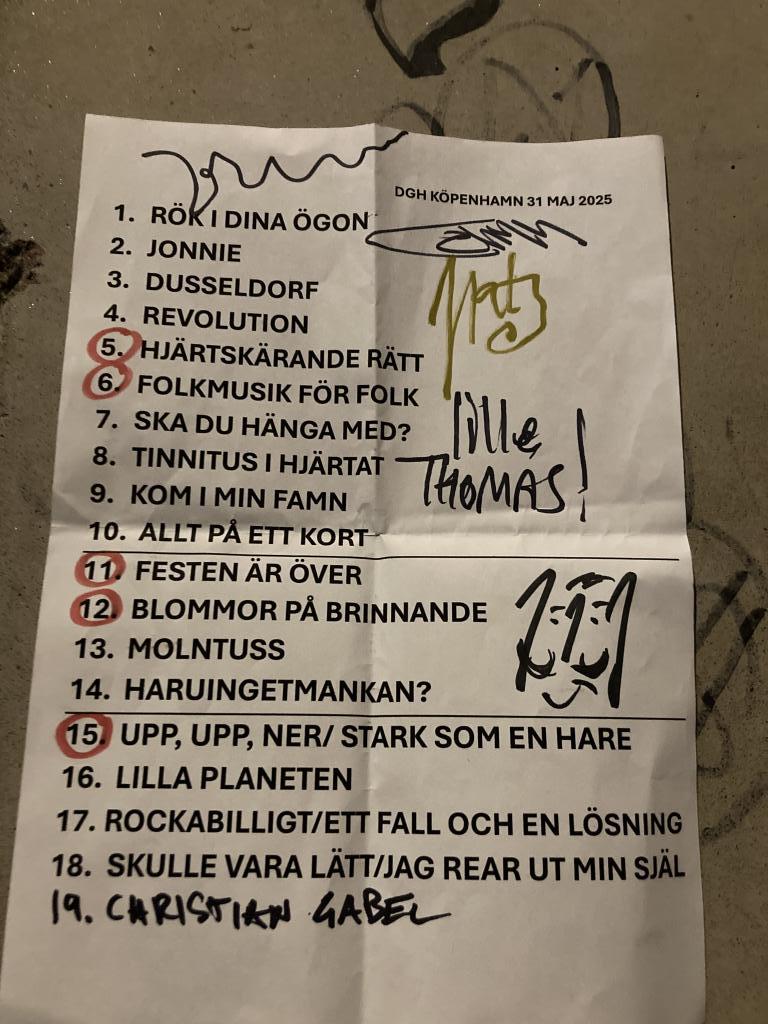 DGH KÖPENHAMN 31 MAJ 2025
1. RÖK I DINA ÖGON
2. JONNIE
3. DUSSELDORF
4. REVOLUTION
5. HJÄRTSKÄRANDE RÄTT
6. FOLKMUSIK FÖR FOLK
7. SKA DU HÄNGA MED?
8. TINNITUS I HJÄRTAT
lille
THOMAS!
9. KOM I MIN FAMN
10. ALLT PÅ ETT KORT
11. FESTEN ÄR ÖVER
12. BLOMMOR PÅ BRINNANDE
13. MOLNTUSS
14. HARUINGETMANKAN?
15. UPP, UPP, NER/ STARK SOM EN HARE
16. LILLA PLANETEN
17. ROCKABILLIGT/ETT FALL OCH EN LÖSNING
18. SKULLE VARA LÄTT/JAG REAR UT MIN SJÄL
19. CHRISTIAN GABEL